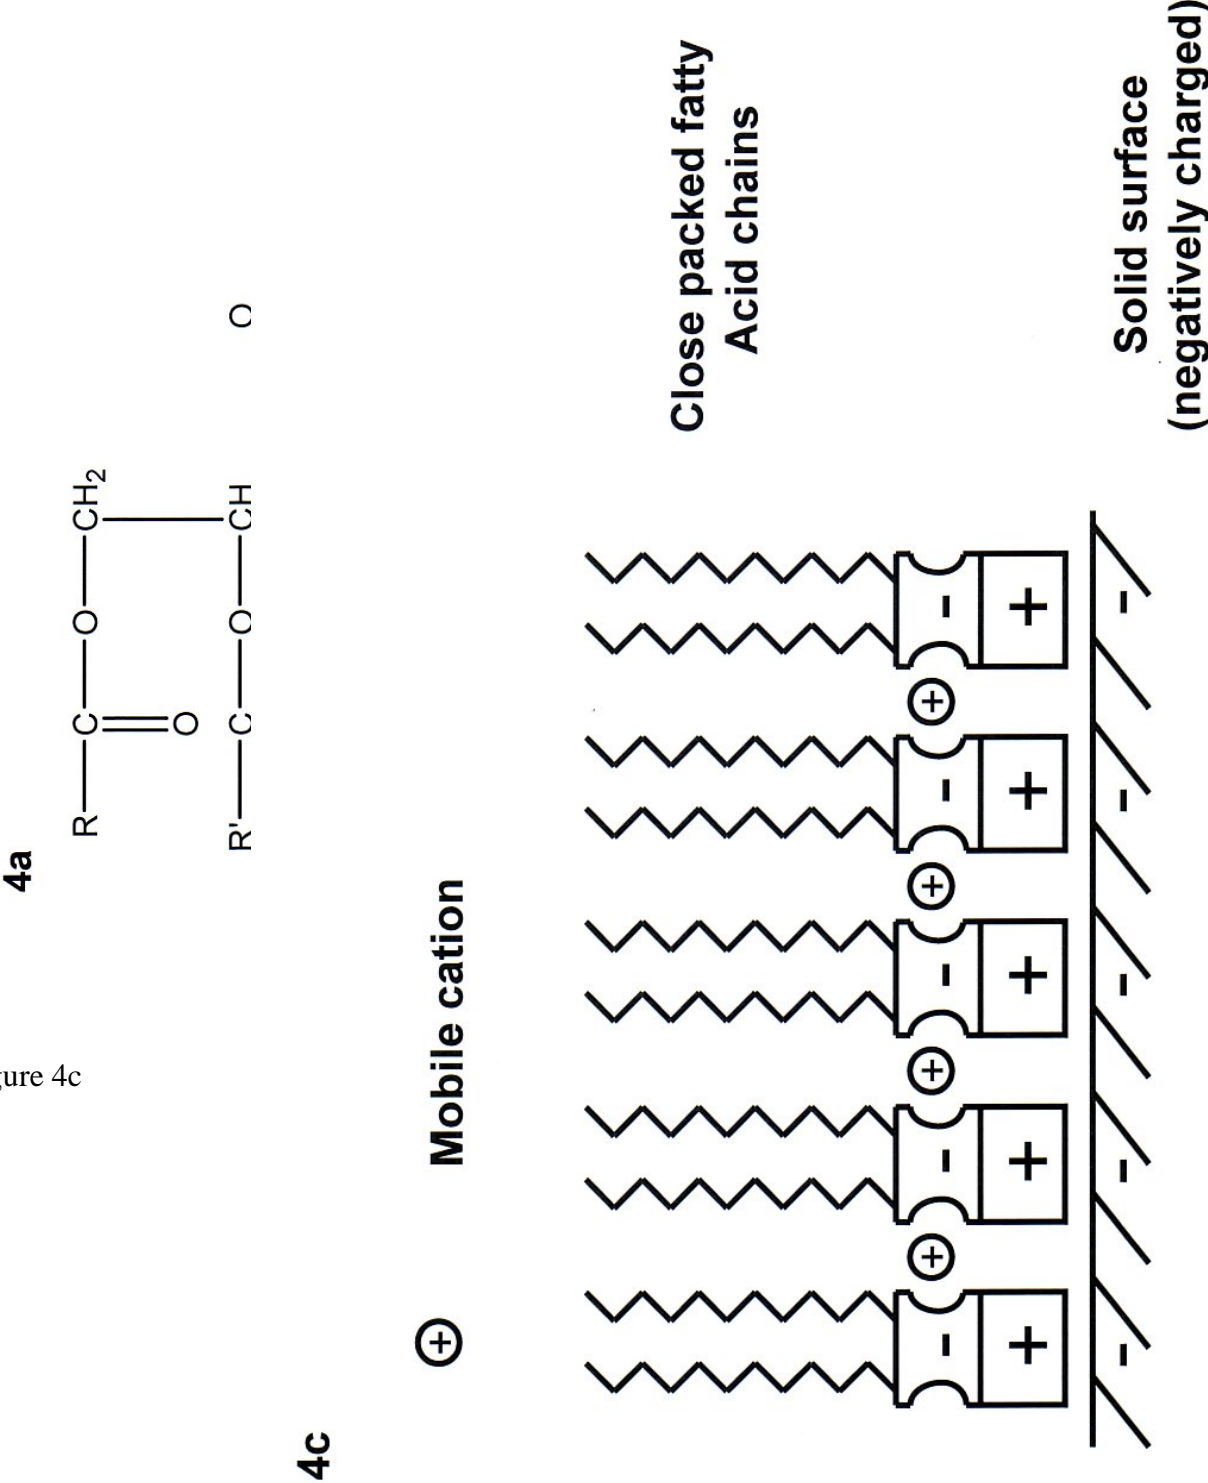 4a
R—C—O—CH2
O
R'—C—O—CH O
gure 4c
4c
+ Mobile cation
Close packed fatty
Acid chains
+ + + +
- - - - -
+ + + + +
- - - - -
Solid surface
(negatively charged)